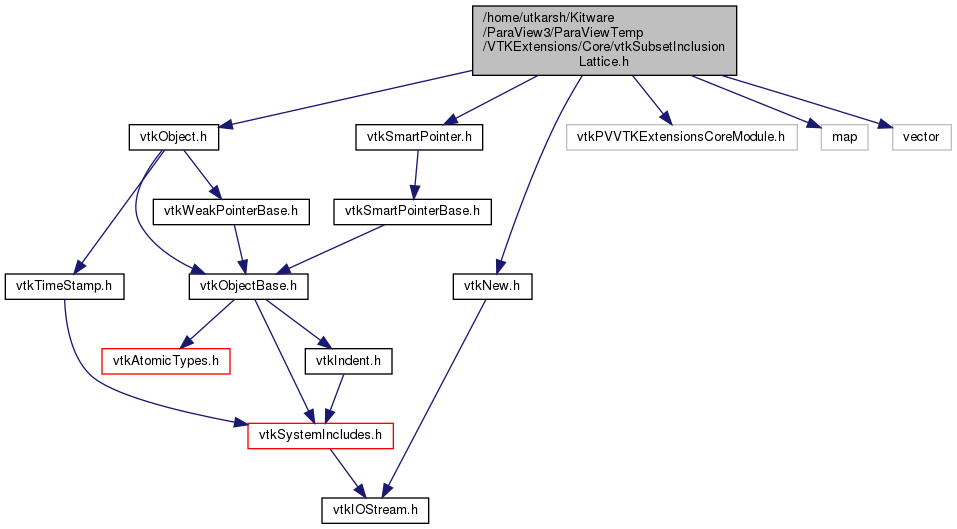 /home/utkarsh/Kitware
/ParaView3/ParaViewTemp
/VTKExtensions/Core/vtkSubsetInclusion
Lattice.h
vtkObject.h
vtkSmartPointer.h
vtkPVVTKExtensionsCoreModule.h
map
vector
vtkWeakPointerBase.h
vtkSmartPointerBase.h
vtkTimeStamp.h
vtkObjectBase.h
vtkNew.h
vtkAtomicTypes.h
vtkIndent.h
vtkSystemIncludes.h
vtkIOStream.h